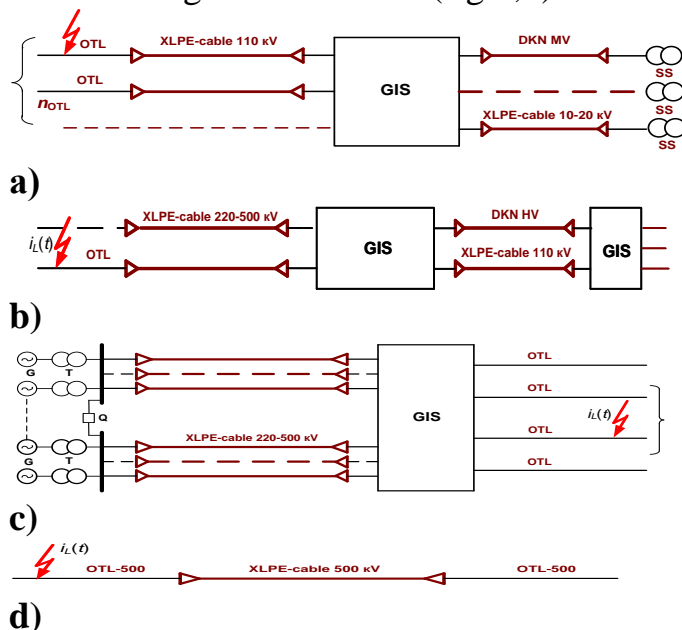 OTL XLPE-cable 110 кV DKN MV
SS
OTL
nOTL
GIS
SS
XLPE-cable 10-20 кV
SS
a)
XLPE-cable 220-500 кV DKN HV
iL(t)
OTL
GIS
GIS
XLPE-cable 110 кV
b)
G T
OTL
OTL
Q
GIS
iL(t)
XLPE-cable 220-500 кV
OTL
G T
OTL
c)
iL(t)
OTL-500 XLPE-cable 500 кV OTL-500
d)